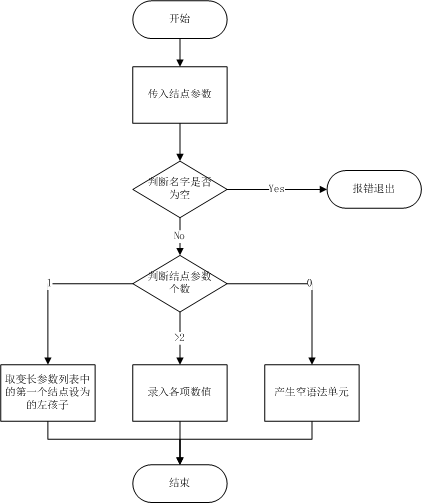 开始
传入结点参数
判断名字是否
为空
Yes
报错退出
No
判断结点参数
个数
1
0
>2
取变长参数列表中
的第一个结点设为
的左孩子
录入各项数值
产生空语法单元
结束